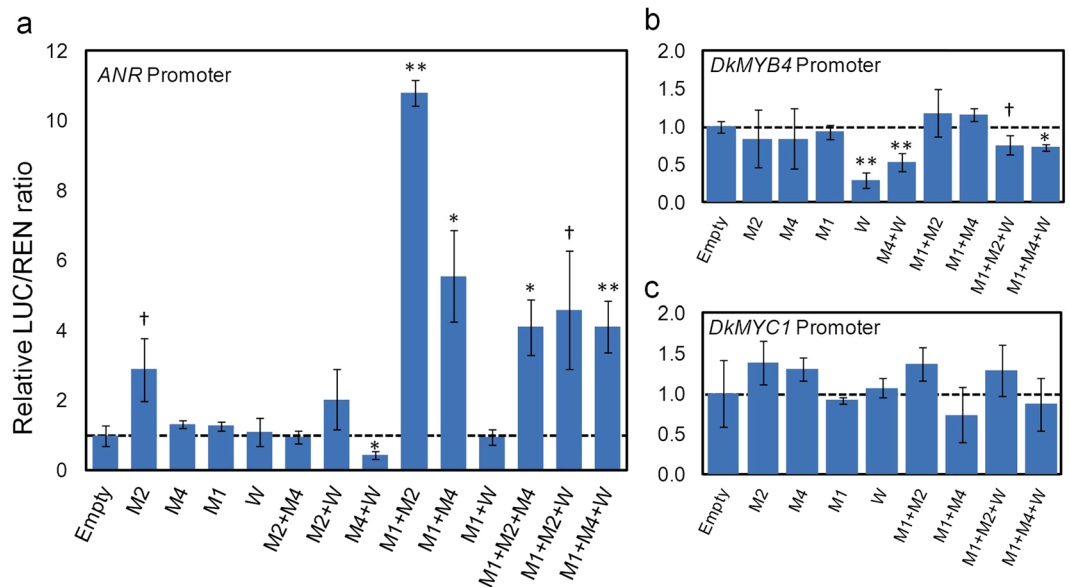 a
Relative LUC/REN ratio
ANR Promoter
12
10
8
6
4
2
0
†
*
**
*
*
†
**
Empty
M2
M4
M1
W
M2+M4
M2+W
M4+W
M1+M2
M1+M4
M1+W
M1+M2+M4
M1+M2+W
M1+M4+W
b
DkMYB4 Promoter
2.0
1.5
1.0
0.5
0.0
**
**
†
*
Empty
M2
M4
M1
W
M4+W
M1+M2
M1+M4
M1+M2+W
M1+M4+W
c
DkMYC1 Promoter
2.0
1.5
1.0
0.5
0.0
Empty
M2
M4
M1
W
M1+M2
M1+M4
M1+M2+W
M1+M4+W